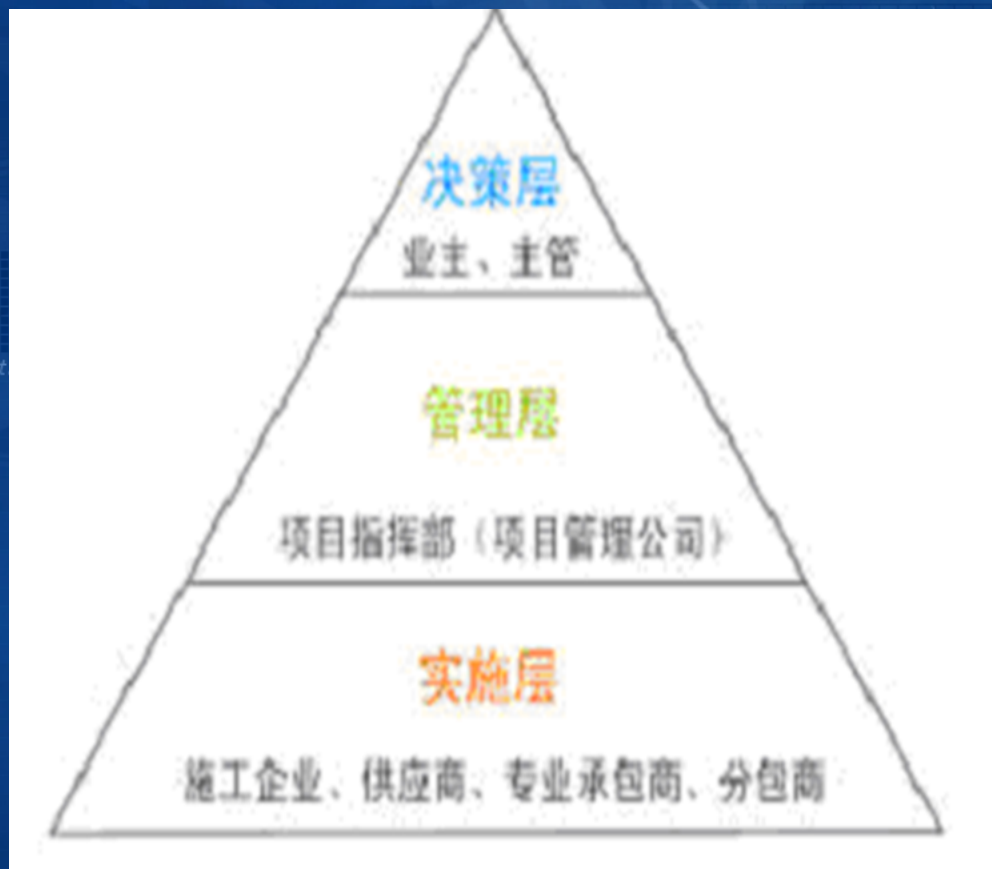 决策层
业主、主管
管理层
项目指挥部（项目管理公司）
实施层
施工企业、供应商、专业承包商、分包商